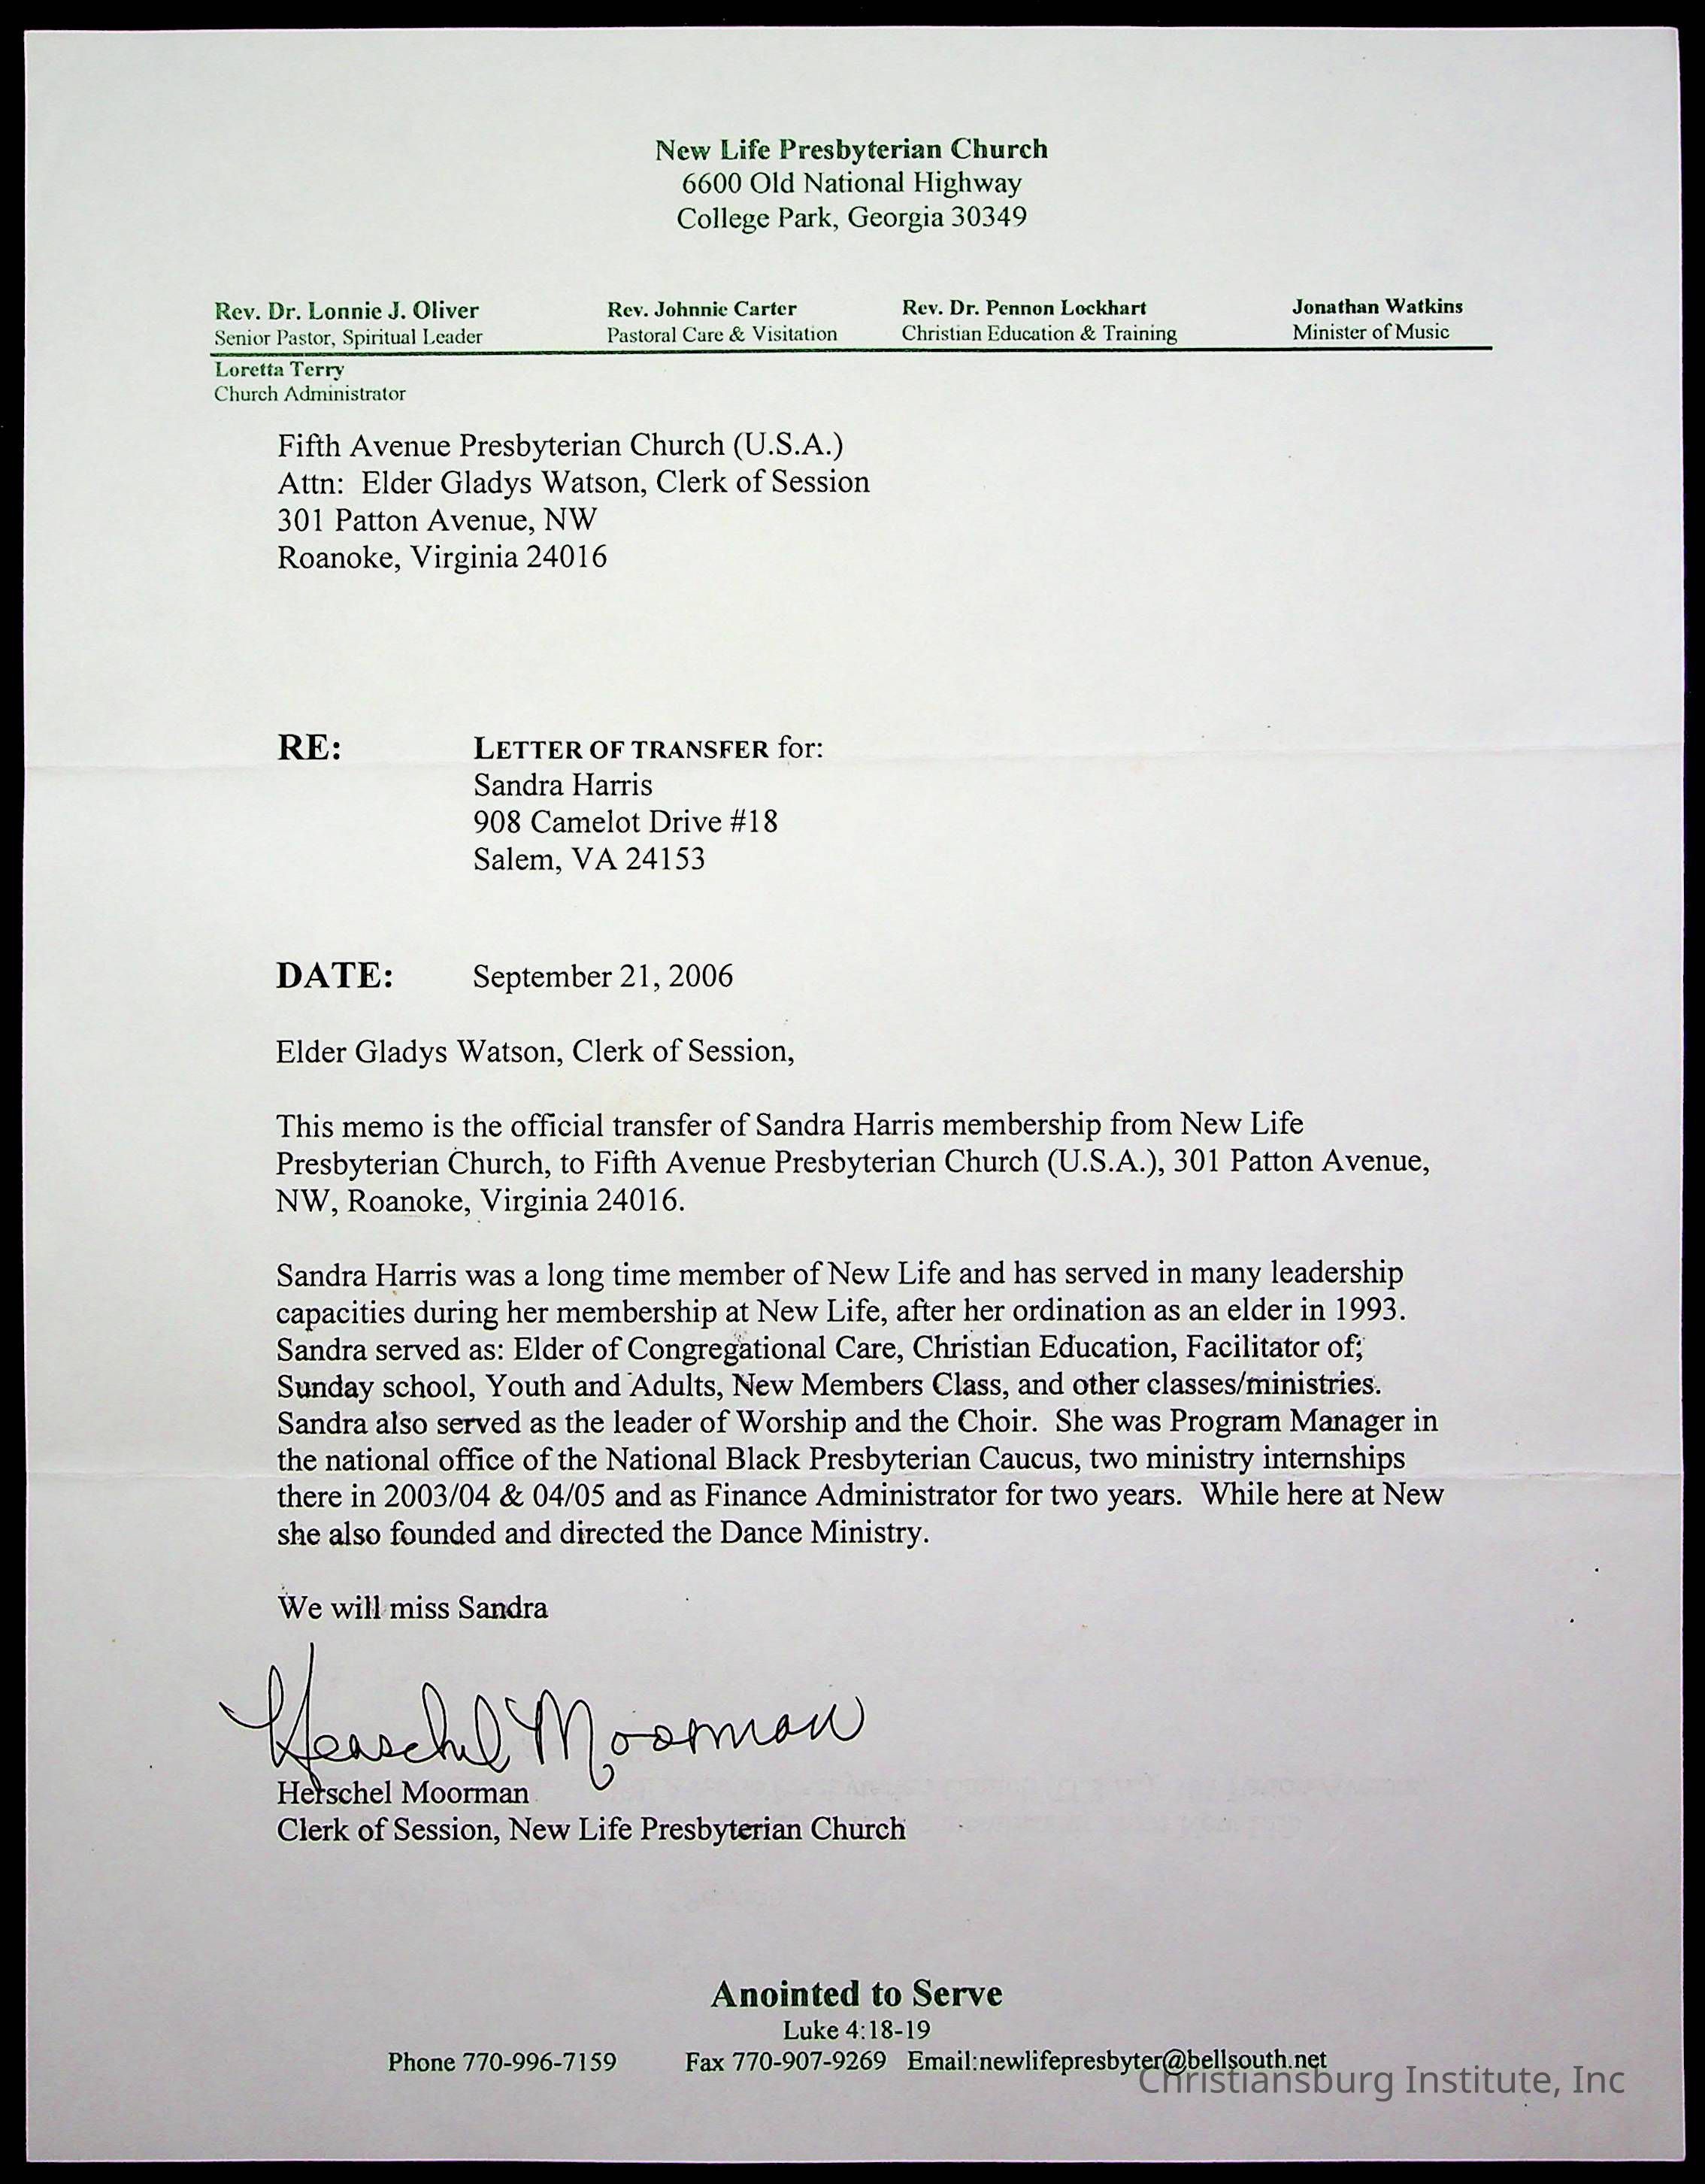 New Life Presbyterian Church
6600 Old National Highway
College Park, Georgia 30349
Rev. Dr. Lonnie J. Oliver
Senior Pastor, Spiritual Leader
Rev. Johnnie Carter
Pastoral Care & Visitation
Rev. Dr. Pennon Lockhart
Christian Education & Training
Jonathan Watkins
Minister of Music
Loretta Terry
Church Administrator
Fifth Avenue Presbyterian Church (U.S.A.)
Attn: Elder Gladys Watson, Clerk of Session
301 Patton Avenue, NW
Roanoke, Virginia 24016
RE: LETTER OF TRANSFER for:
Sandra Harris
908 Camelot Drive #18
Salem, VA 24153
DATE: September 21, 2006
Elder Gladys Watson, Clerk of Session,
This memo is the official transfer of Sandra Harris membership from New Life
Presbyterian Church, to Fifth Avenue Presbyterian Church (U.S.A.), 301 Patton Avenue,
NW, Roanoke, Virginia 24016.
Sandra Harris was a long time member of New Life and has served in many leadership
capacities during her membership at New Life, after her ordination as an elder in 1993.
Sandra served as: Elder of Congregational Care, Christian Education, Facilitator of;
Sunday school, Youth and Adults, New Members Class, and other classes/ministries.
Sandra also served as the leader of Worship and the Choir. She was Program Manager in
the national office of the National Black Presbyterian Caucus, two ministry internships
there in 2003/04 & 04/05 and as Finance Administrator for two years. While here at New
she also founded and directed the Dance Ministry.
We will miss Sandra
Herschel Moorman
Herschel Moorman
Clerk of Session, New Life Presbyterian Church
Anointed to Serve
Luke 4:18-19
Phone 770-996-7159 Fax 770-907-9269 Email:newlifepresbyter@bellsouth.net
Christiansburg Institute, Inc